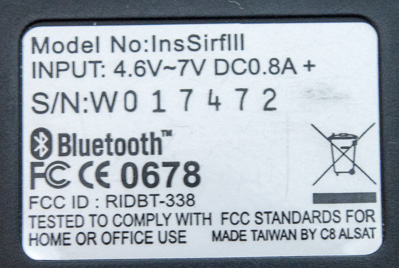 Model No:InsSirfIII
INPUT: 4.6V~7V DC0.8A +
S/N:W017472
Bluetooth™
FC CE 0678
FCC ID : RIDBT-338
TESTED TO COMPLY WITH FCC STANDARDS FOR
HOME OR OFFICE USE MADE TAIWAN BY C8 ALSAT